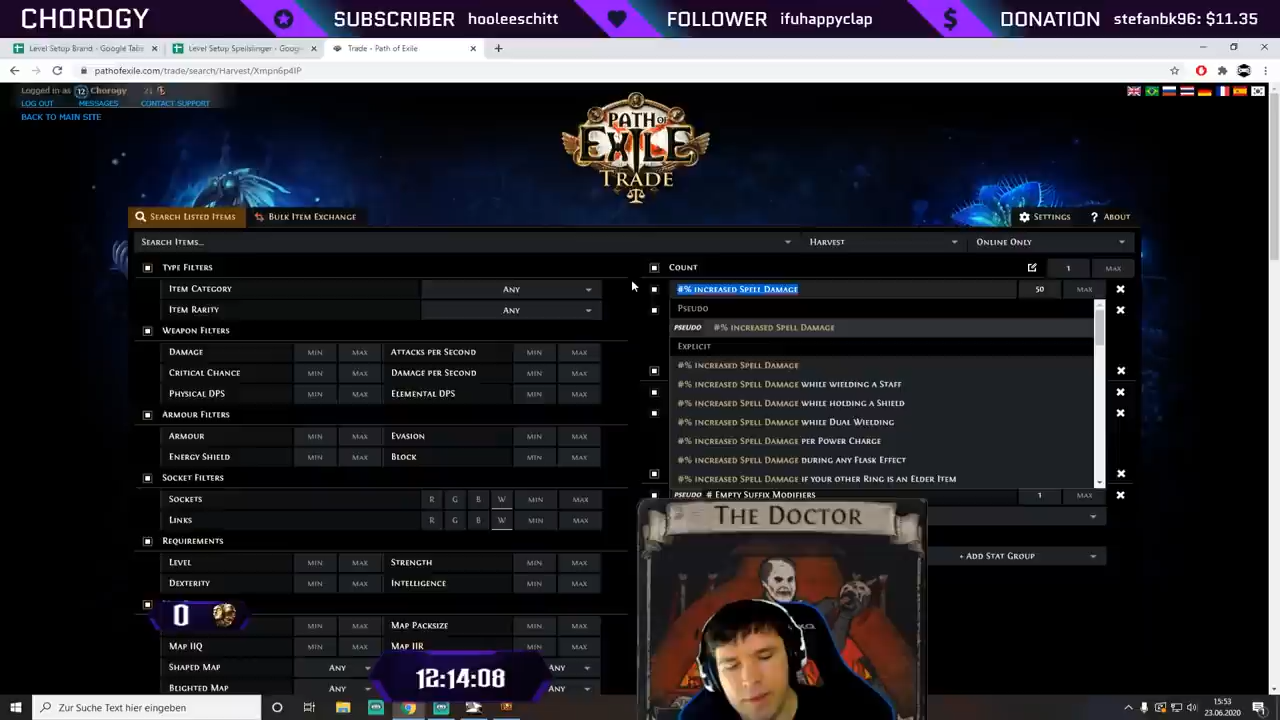 CHOROGY
SUBSCRIBER hooleeschitt
FOLLOWER ifuhappyclap
$ DONATION stefanbk96: $11.35
Level Setup Brand - Google Tabe
Level Setup Spellslinger - Goog
Trade - Path of Exile
pathofexile.com/trade/search/Harvest/Xmpn6p4IP
Logged in as 12 Chorogy
LOG OUT MESSAGES CONTACT SUPPORT
BACK TO MAIN SITE
PATH OF
EXILE
TRADE
Search Listed Items
Bulk Item Exchange
Settings
? About
Search Items...
Harvest
Online Only
Type Filters
Item Category Any
Item Rarity Any
Weapon Filters
Damage MIN MAX Attacks per Second MIN MAX
Critical Chance MIN MAX Damage per Second MIN MAX
Physical DPS MIN MAX Elemental DPS MIN MAX
Armour Filters
Armour MIN MAX Evasion MIN MAX
Energy Shield MIN MAX Block MIN MAX
Socket Filters
Sockets R G B W MIN MAX
Links R G B W MIN MAX
Requirements
Level MIN MAX Strength MIN MAX
Dexterity MIN MAX Intelligence MIN MAX
0
MIN MAX Map Packsize MIN MAX
Map IIQ MIN MAX Map IIR MIN MAX
Shaped Map Any Any
Blighted Map Any Any
Count 1 MAX
#% increased Spell Damage 50 MAX
Pseudo
pseudo #% increased Spell Damage
Explicit
#% increased Spell Damage
#% increased Spell Damage while wielding a Staff
#% increased Spell Damage while holding a Shield
#% increased Spell Damage while Dual Wielding
#% increased Spell Damage per Power Charge
#% increased Spell Damage during any Flask Effect
#% increased Spell Damage if your other Ring is an Elder Item
pseudo # Empty Suffix Modifiers 1 MAX
+ Add Stat Group
The Doctor
12:14:08
Zur Suche Text hier eingeben
15:53
23.06.2020